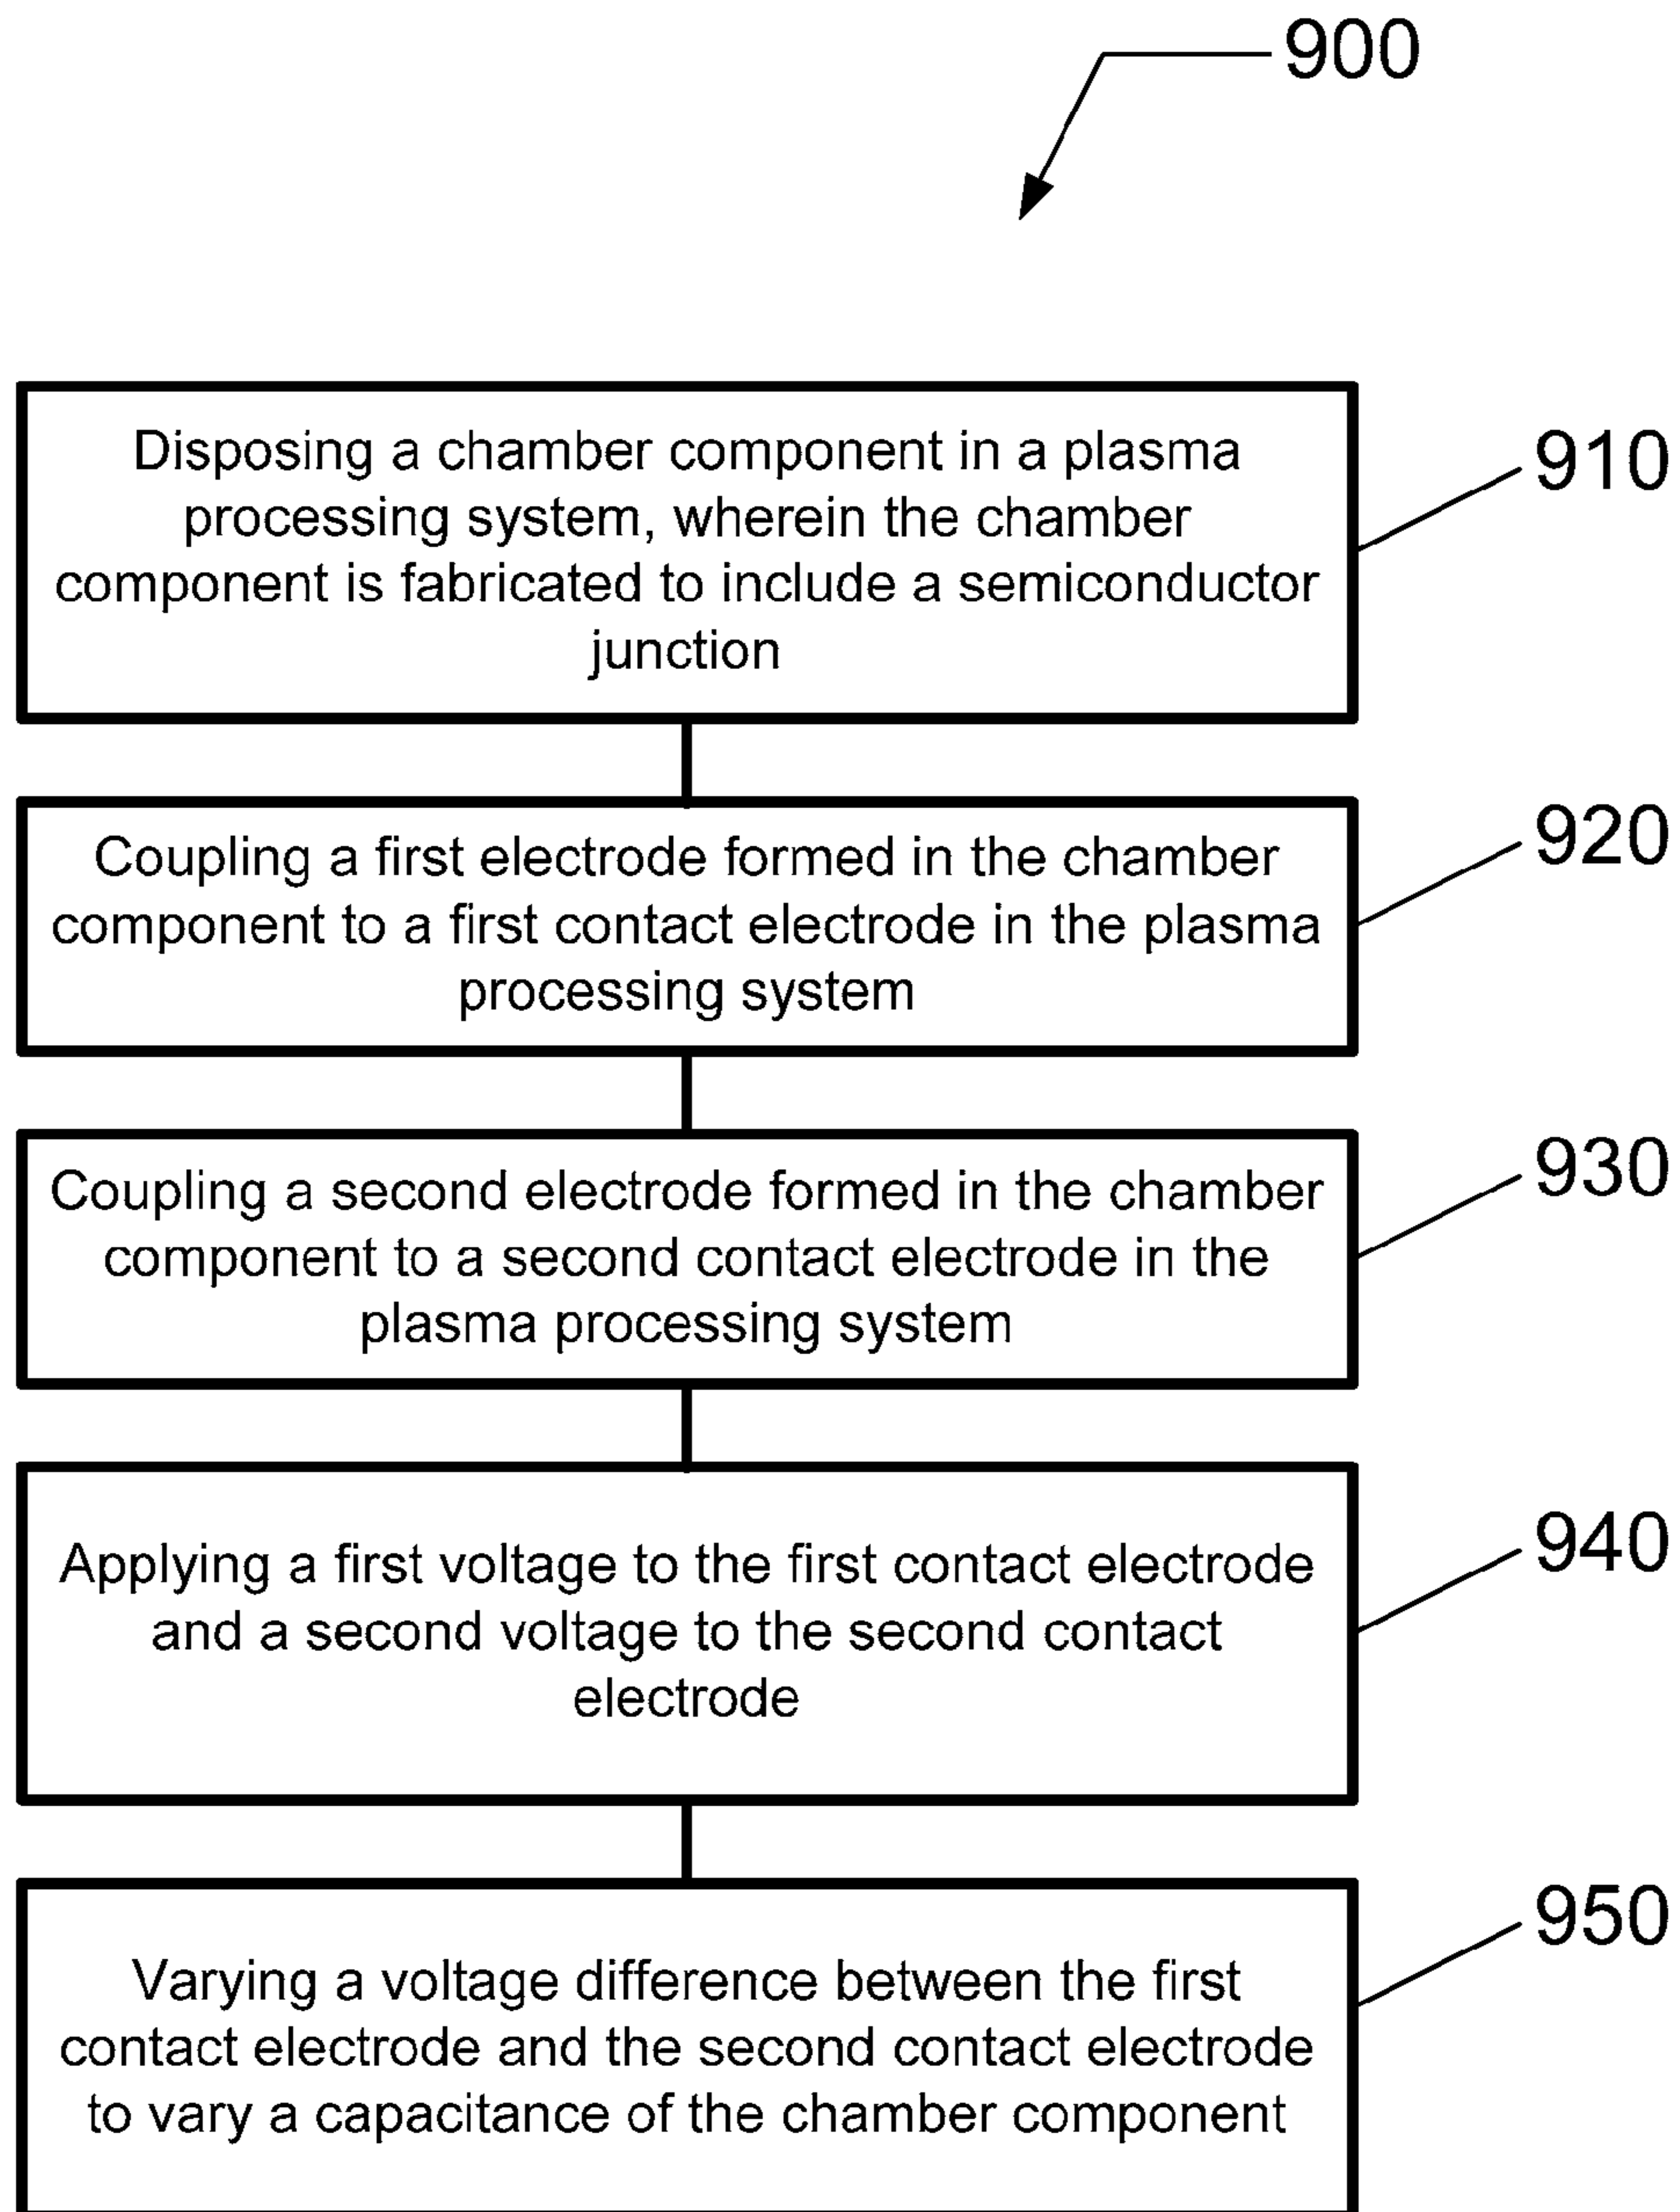 900
Disposing a chamber component in a plasma
processing system, wherein the chamber
component is fabricated to include a semiconductor
junction
910
Coupling a first electrode formed in the chamber
component to a first contact electrode in the plasma
processing system
920
Coupling a second electrode formed in the chamber
component to a second contact electrode in the
plasma processing system
930
Applying a first voltage to the first contact electrode
and a second voltage to the second contact
electrode
940
Varying a voltage difference between the first
contact electrode and the second contact electrode
to vary a capacitance of the chamber component
950